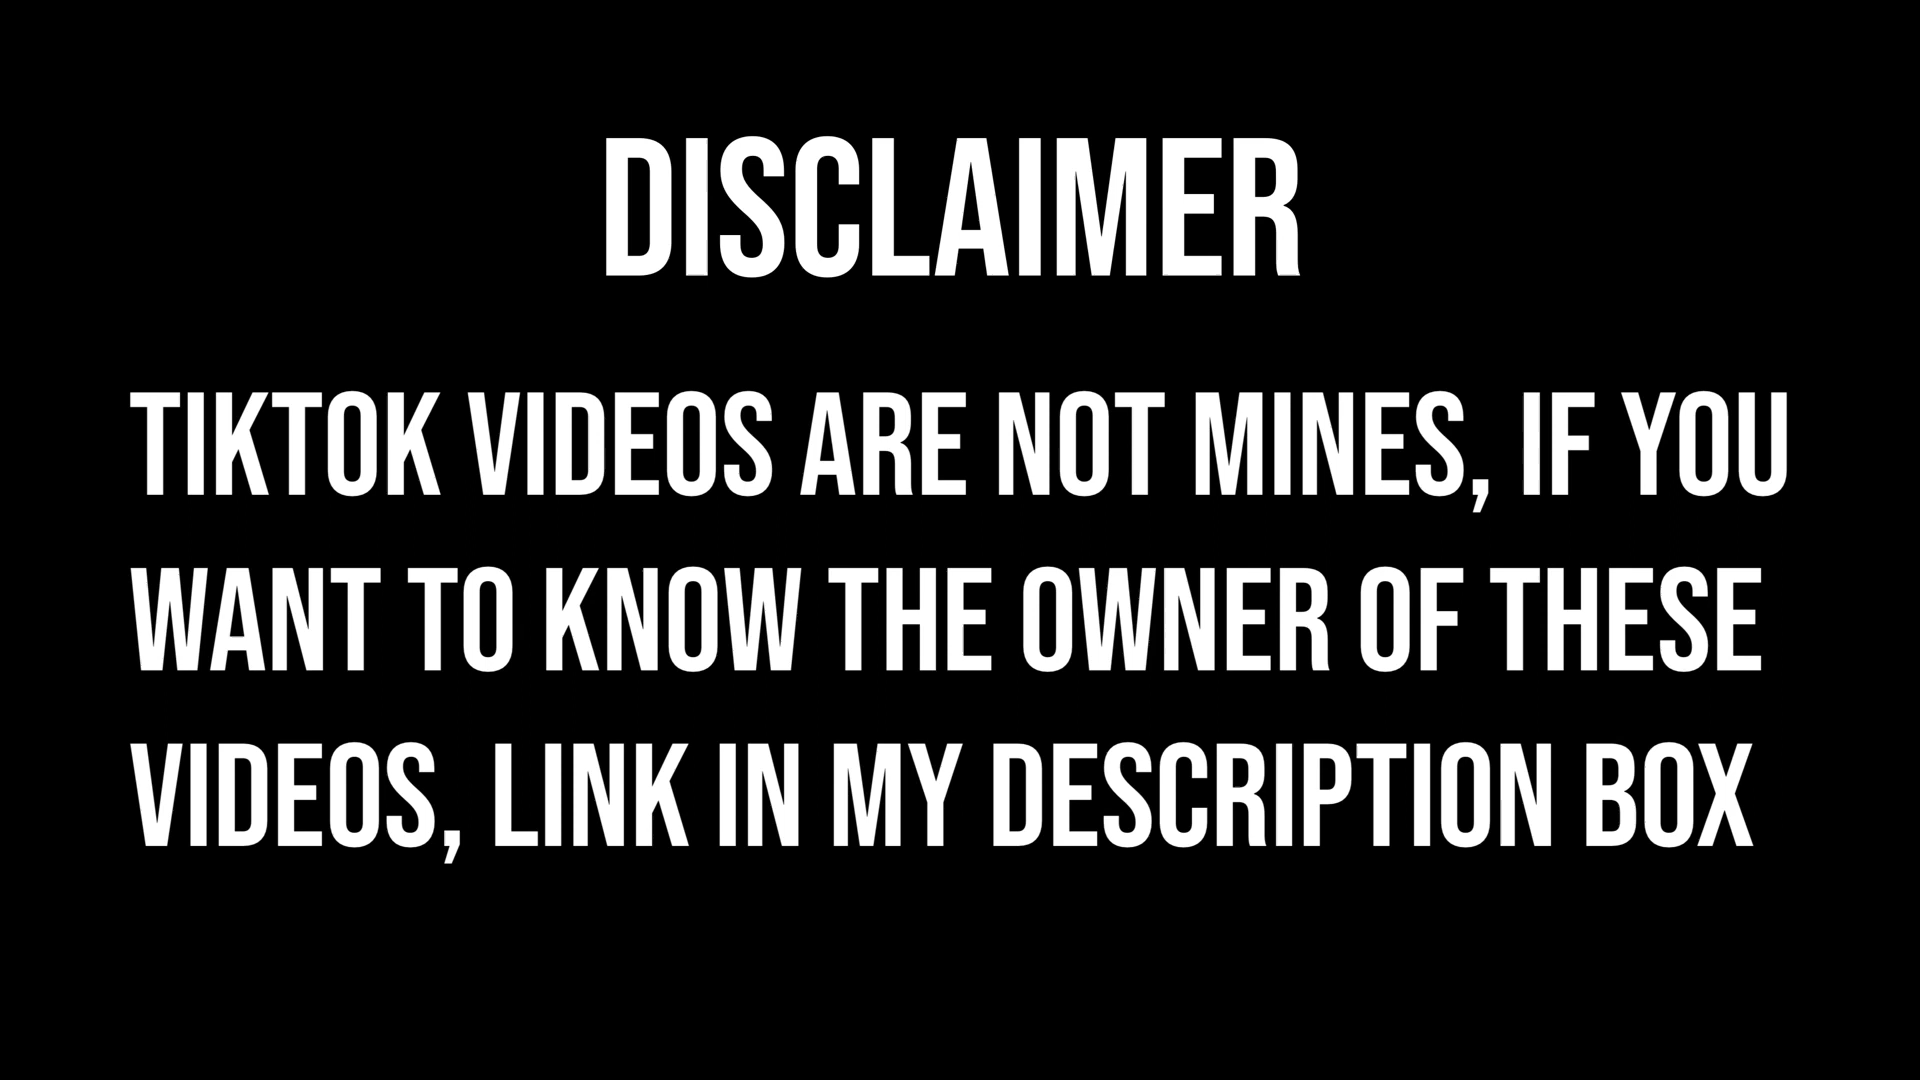 DISCLAIMER
TIKTOK VIDEOS ARE NOT MINES, IF YOU
WANT TO KNOW THE OWNER OF THESE
VIDEOS, LINK IN MY DESCRIPTION BOX